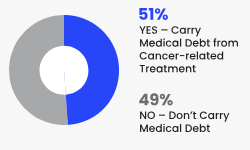 51%
YES – Carry
Medical Debt from
Cancer-related
Treatment
49%
NO – Don't Carry
Medical Debt